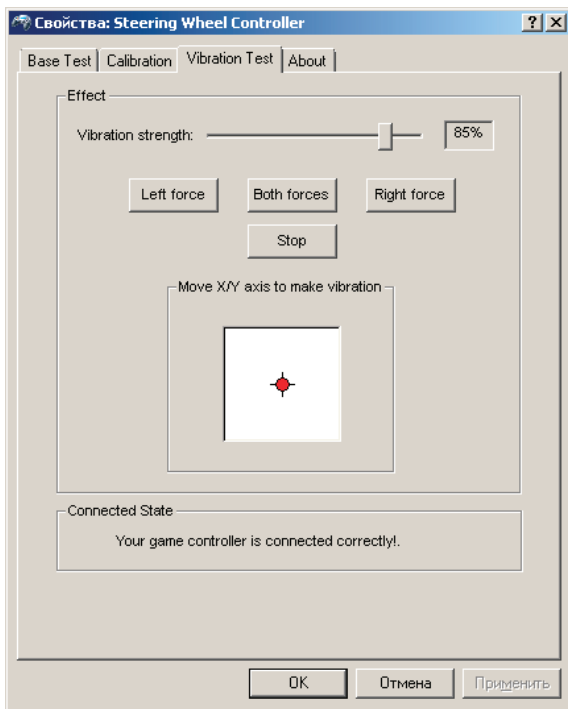 Свойства: Steering Wheel Controller
Base Test Calibration Vibration Test About
Effect
Vibration strength: 85%
Left force Both forces Right force
Stop
Move X/Y axis to make vibration
Connected State
Your game controller is connected correctly!.
OK Отмена Применить